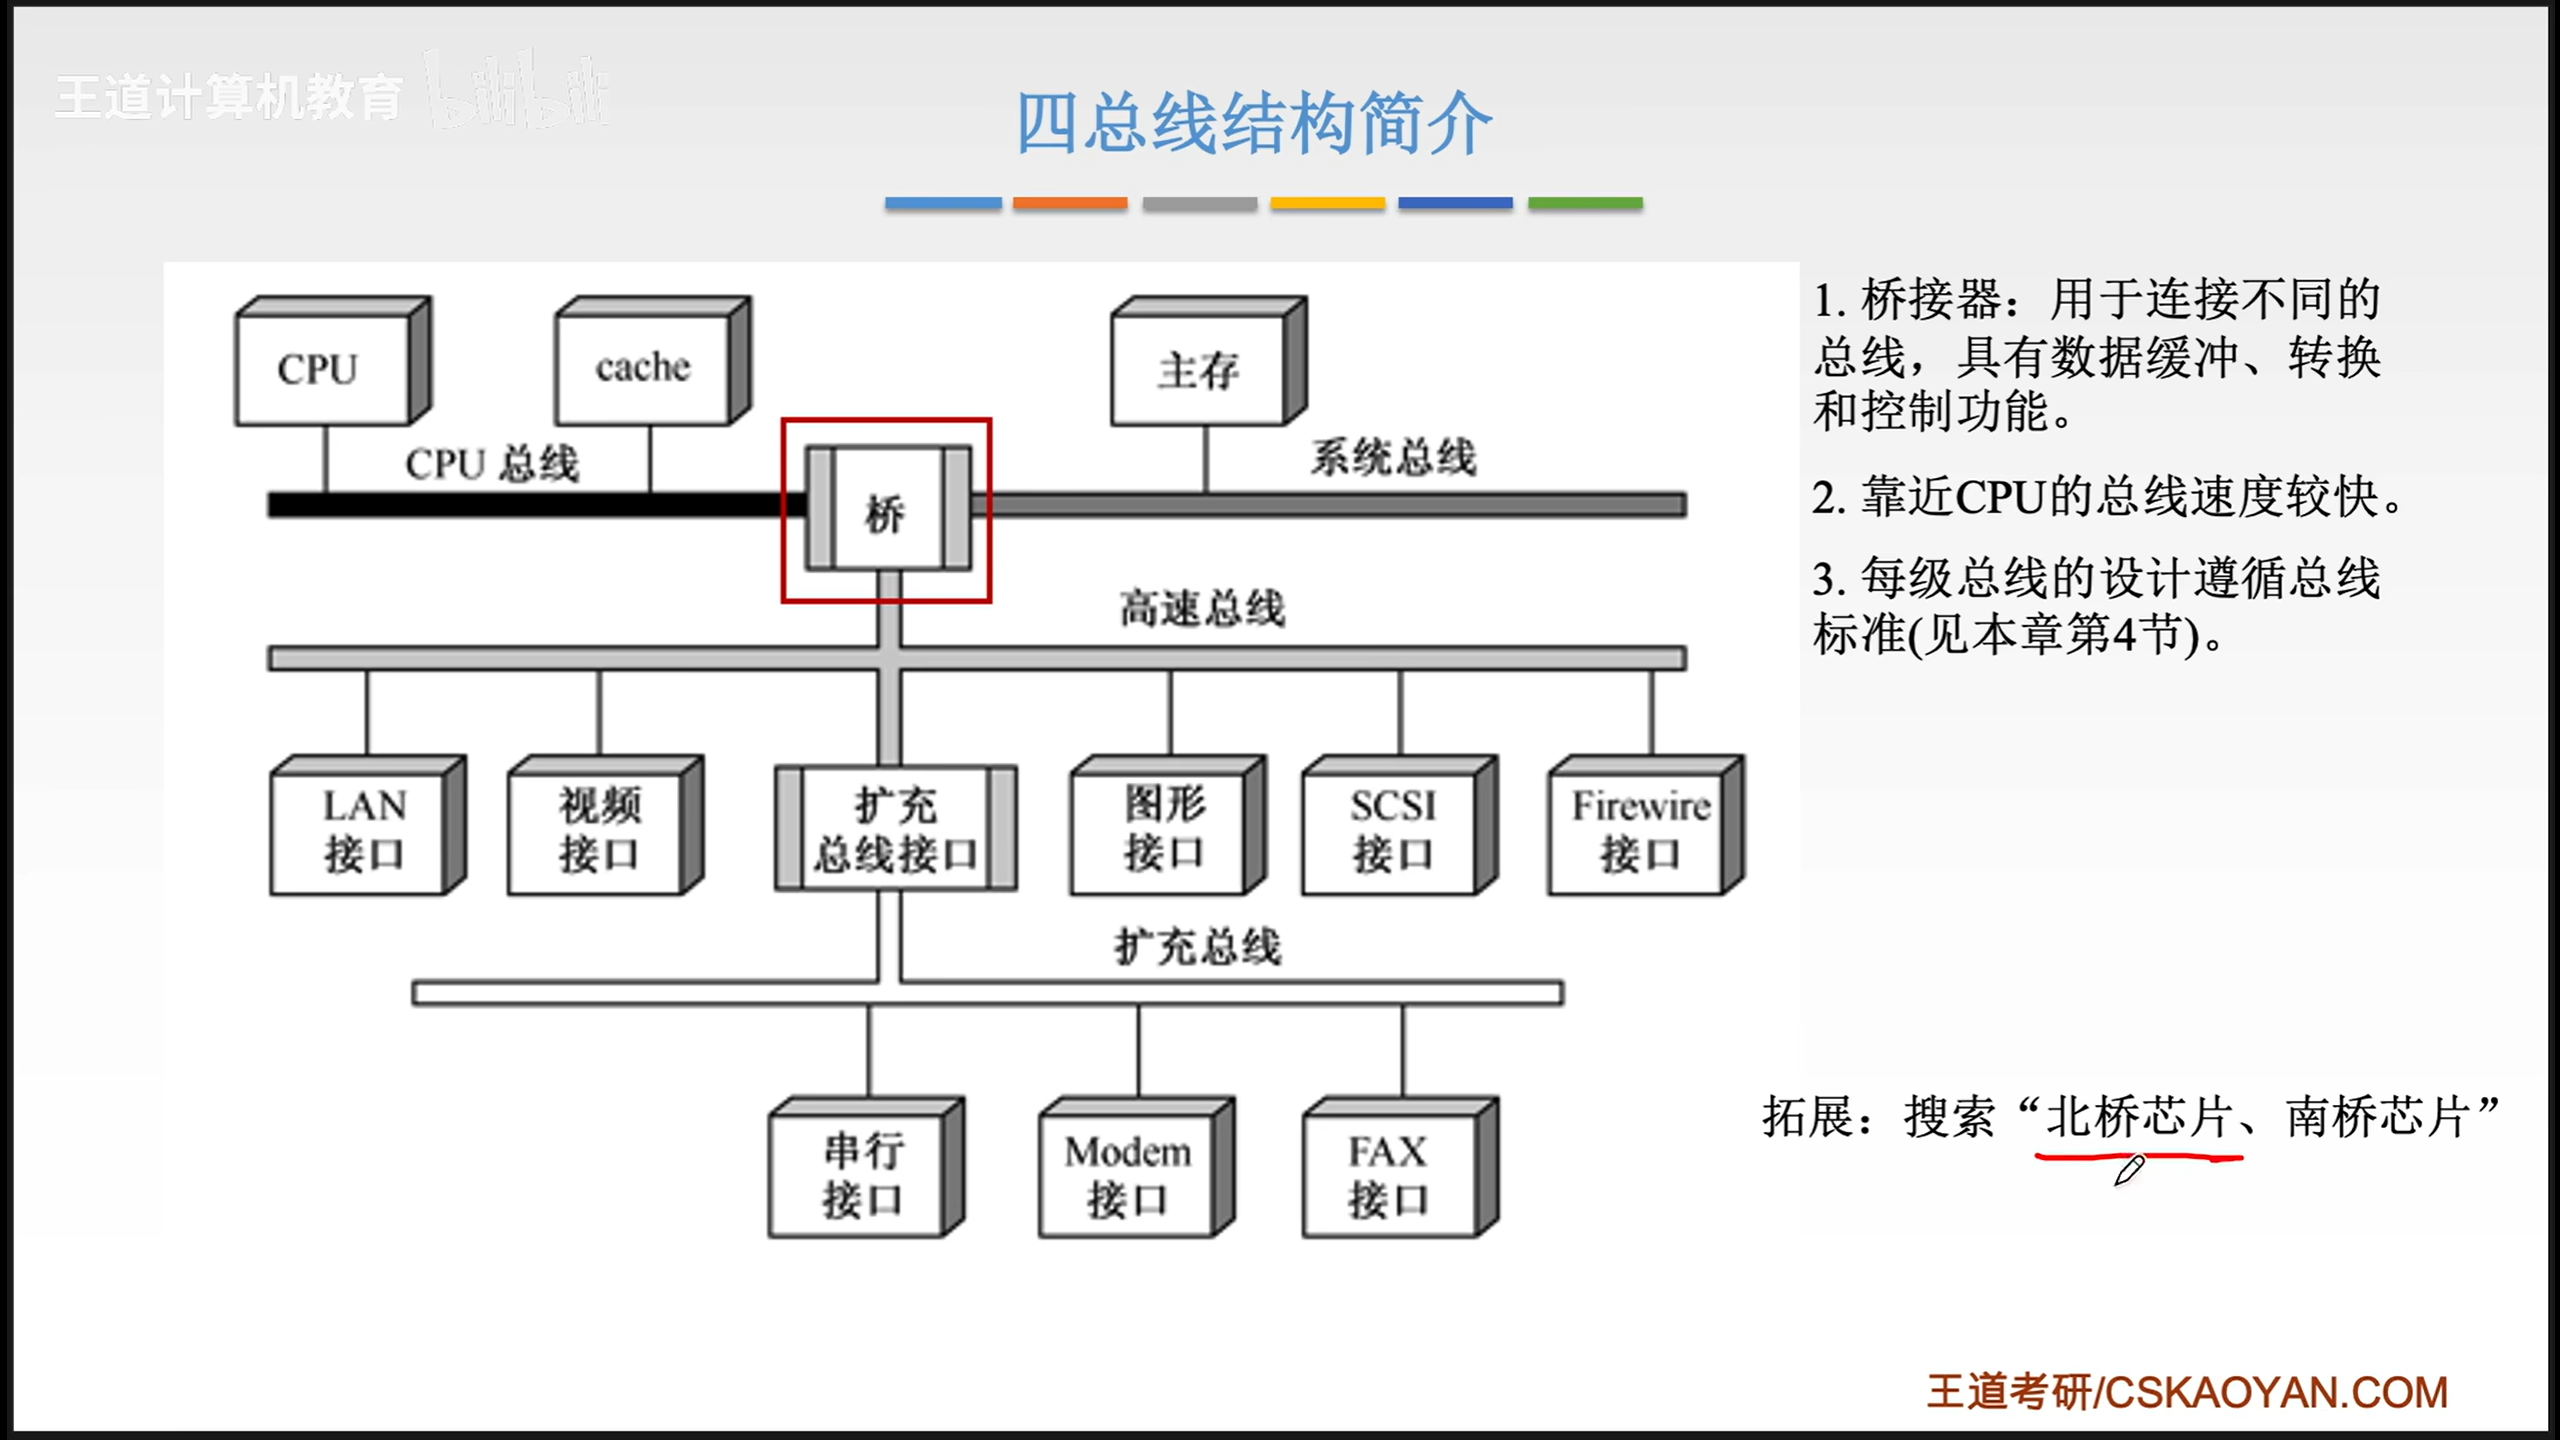 王道计算机教育 bilibili
四总线结构简介
CPU
cache
主存
CPU 总线
桥
系统总线
高速总线
LAN
接口
视频
接口
扩充
总线接口
图形
接口
SCSI
接口
Firewire
接口
扩充总线
串行
接口
Modem
接口
FAX
接口
1. 桥接器：用于连接不同的
总线，具有数据缓冲、转换
和控制功能。
2. 靠近CPU的总线速度较快。
3. 每级总线的设计遵循总线
标准(见本章第4节)。
拓展：搜索“北桥芯片、南桥芯片”
王道考研/CSKAOYAN.COM